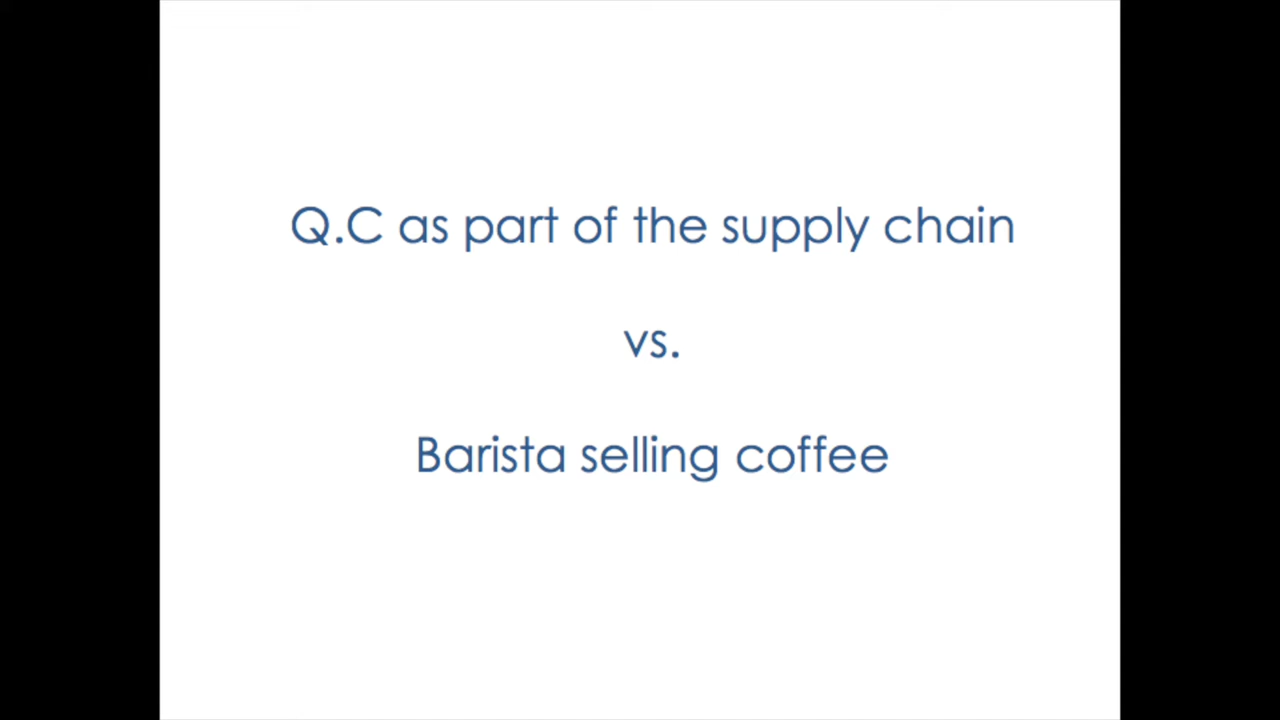 Q.C as part of the supply chain
vs.
Barista selling coffee